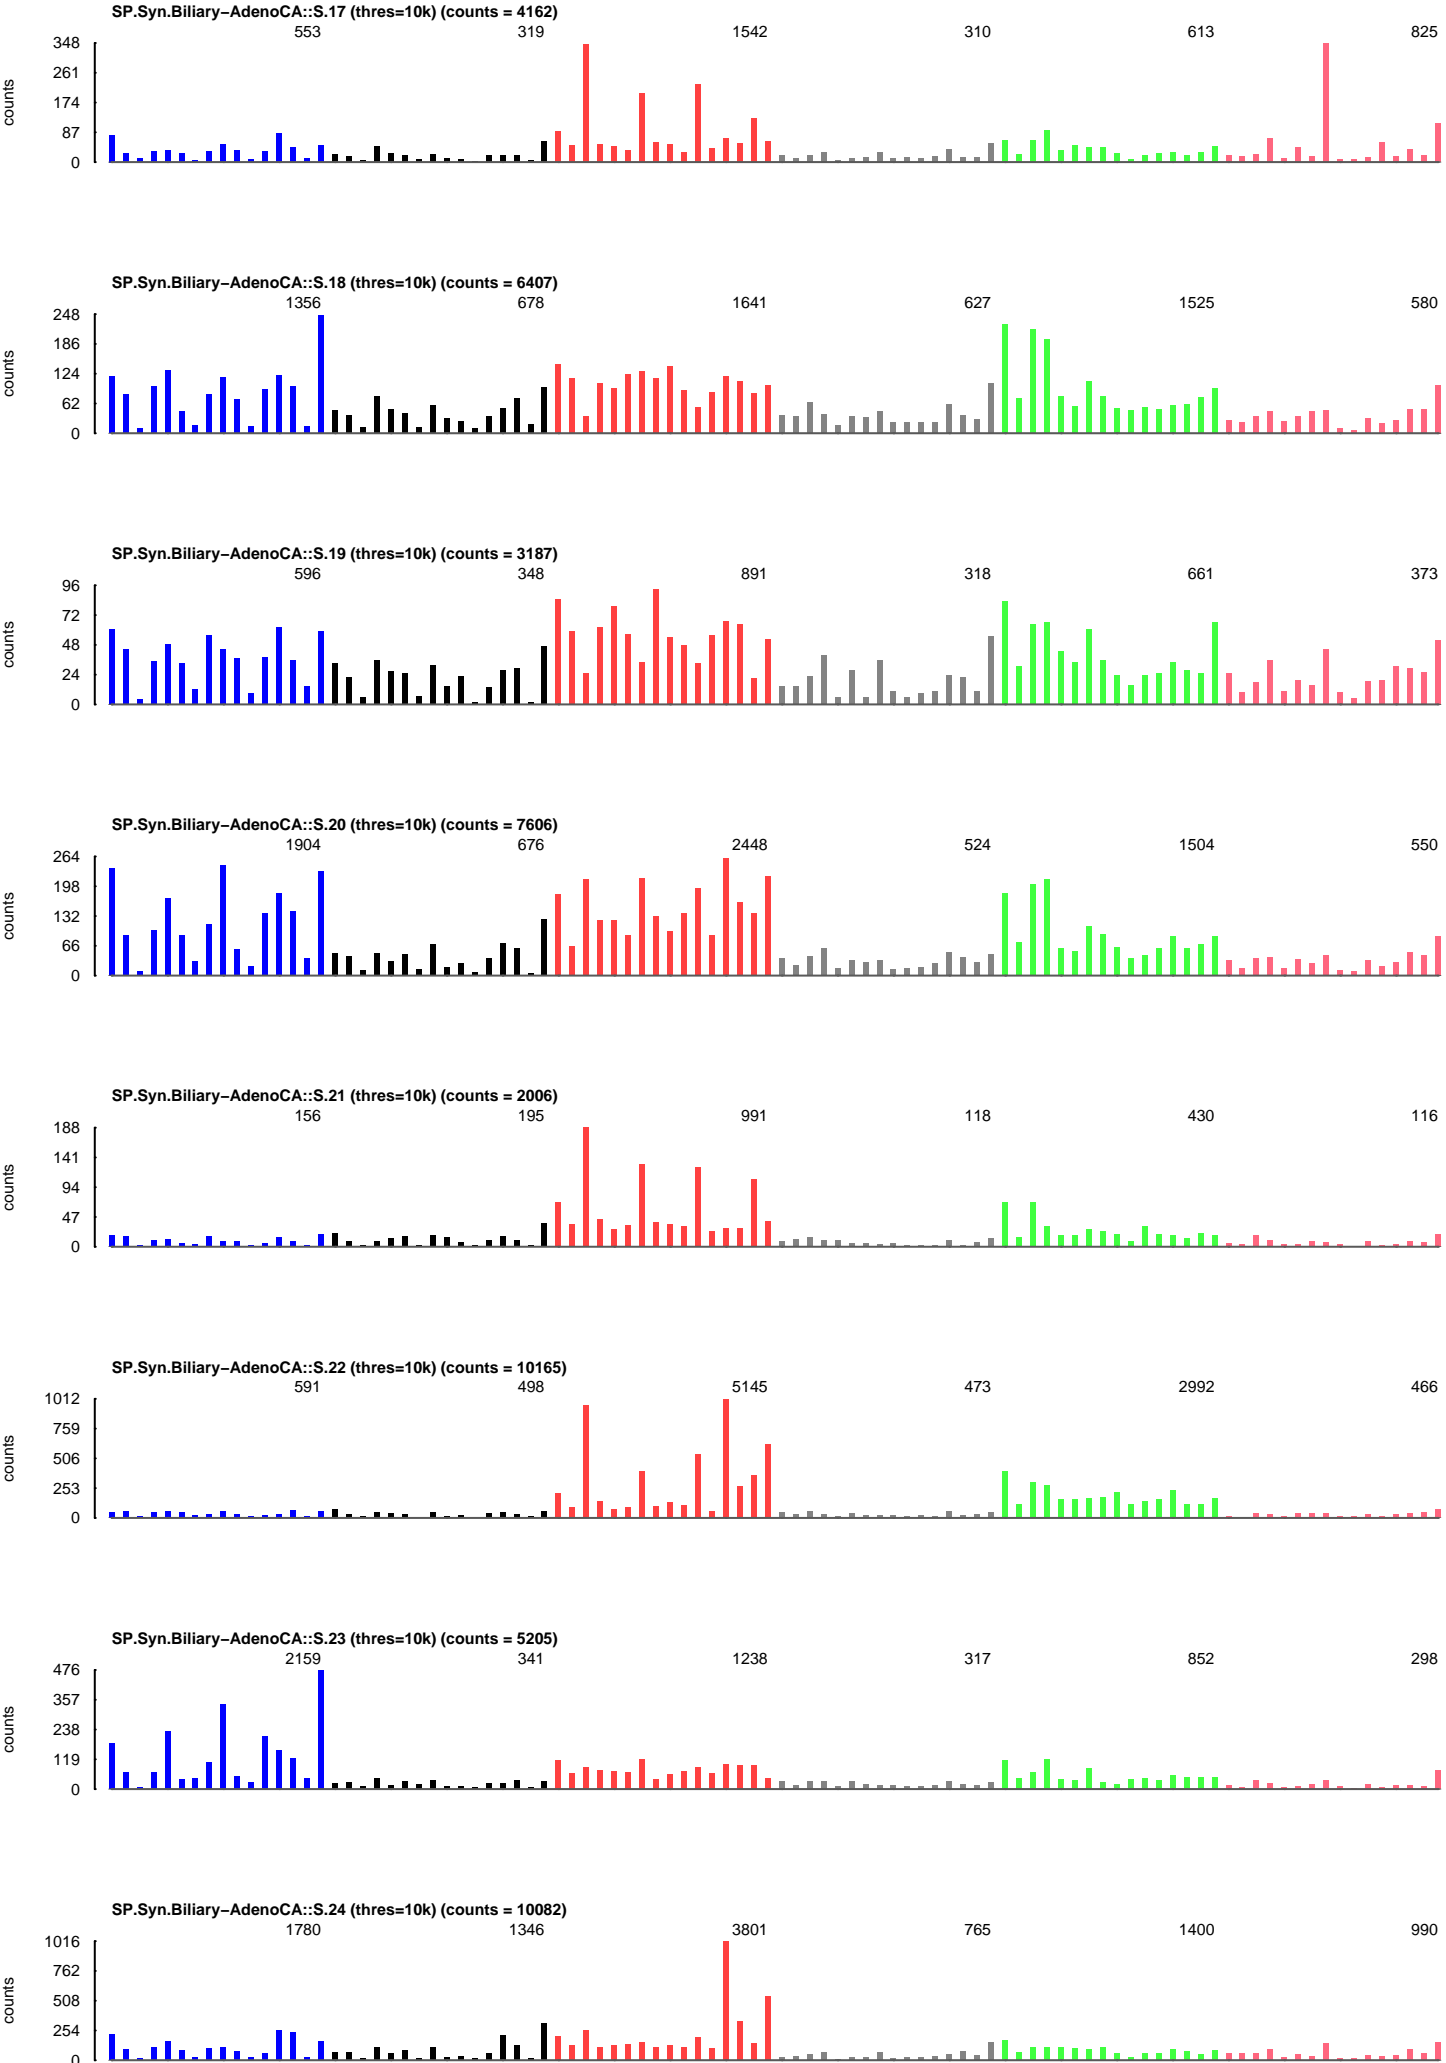 SP.Syn.Biliary−AdenoCA::S.17 (thres=10k) (counts = 4162)
553 319 1542 310 613 825
348
261
174
87
0
counts
SP.Syn.Biliary−AdenoCA::S.18 (thres=10k) (counts = 6407)
1356 678 1641 627 1525 580
248
186
124
62
0
counts
SP.Syn.Biliary−AdenoCA::S.19 (thres=10k) (counts = 3187)
596 348 891 318 661 373
96
72
48
24
0
counts
SP.Syn.Biliary−AdenoCA::S.20 (thres=10k) (counts = 7606)
1904 676 2448 524 1504 550
264
198
132
66
0
counts
SP.Syn.Biliary−AdenoCA::S.21 (thres=10k) (counts = 2006)
156 195 991 118 430 116
188
141
94
47
0
counts
SP.Syn.Biliary−AdenoCA::S.22 (thres=10k) (counts = 10165)
591 498 5145 473 2992 466
1012
759
506
253
0
counts
SP.Syn.Biliary−AdenoCA::S.23 (thres=10k) (counts = 5205)
2159 341 1238 317 852 298
476
357
238
119
0
counts
SP.Syn.Biliary−AdenoCA::S.24 (thres=10k) (counts = 10082)
1780 1346 3801 765 1400 990
1016
762
508
254
0
counts